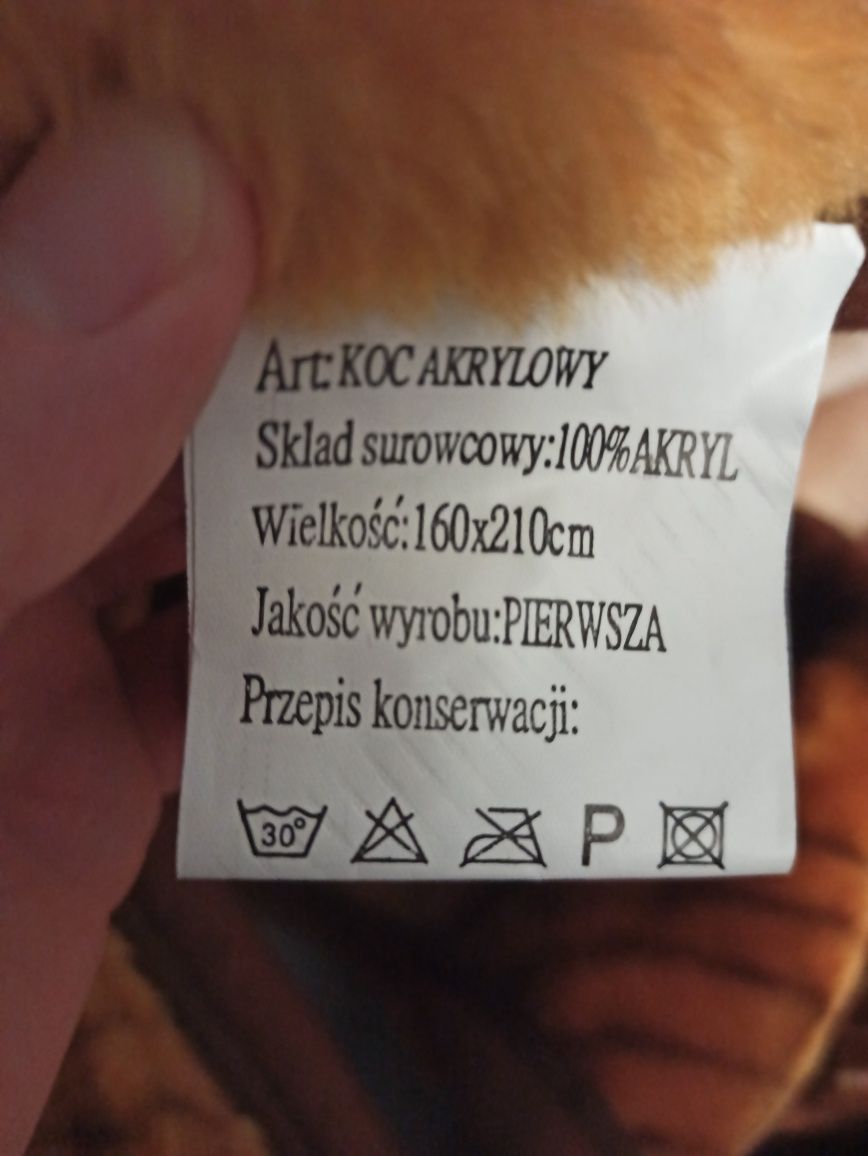 Art: KOC AKRYLOWY
Sklad surowcowy:100%AKRYL
Wielkość:160x210cm
Jakość wyrobu:PIERWSZA
Przepis konserwacji:
30° P